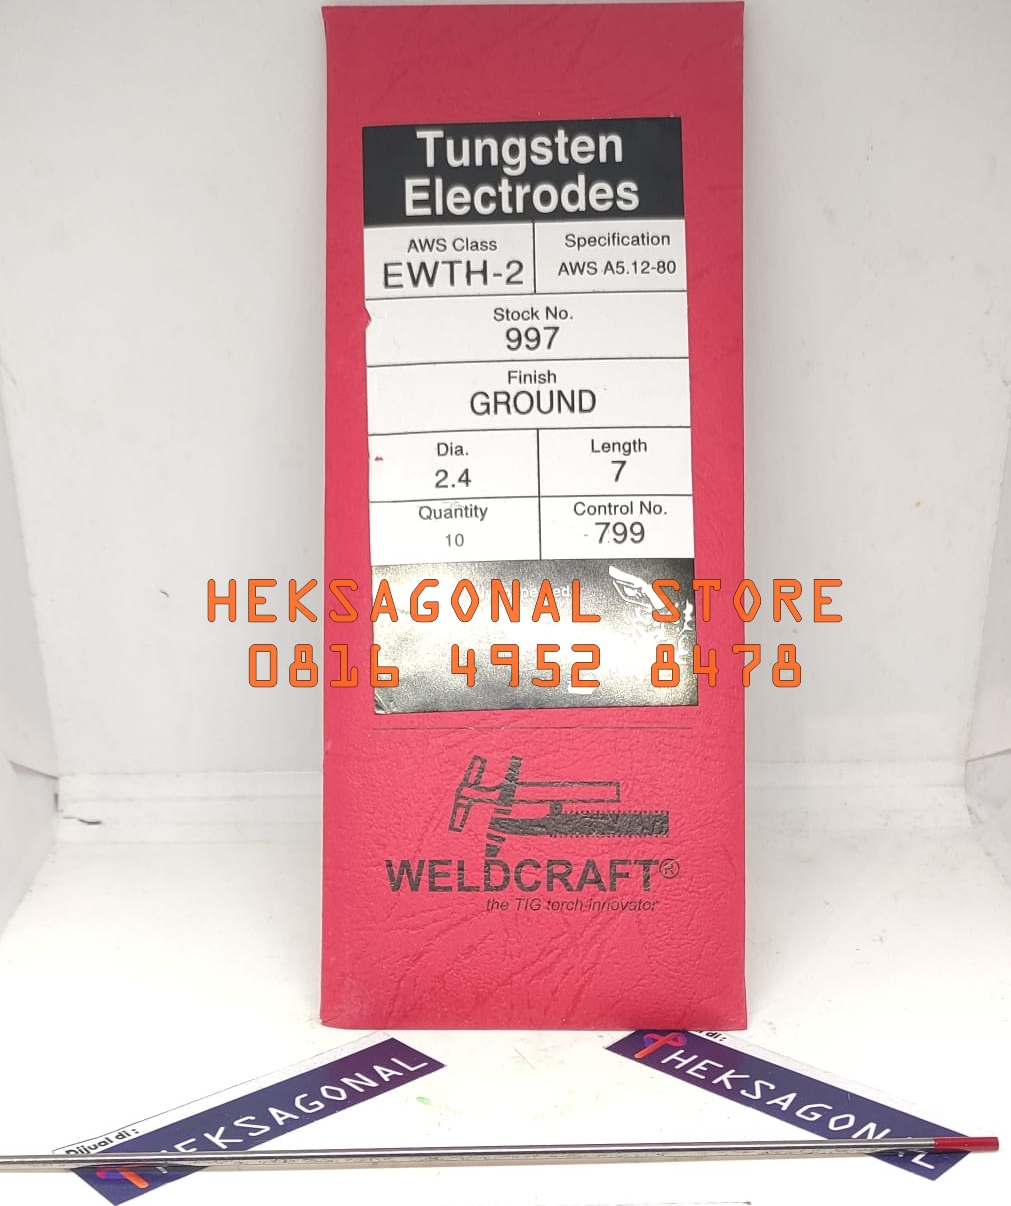 Tungsten
Electrodes
AWS Class
EWTH-2
Specification
AWS A5.12-80
Stock No.
997
Finish
GROUND
Dia.
2.4
Length
7
Quantity
10
Control No.
799
HEKSAGONAL STORE
0816 4952 8478
WELDCRAFT®
the TIG torch innovator
Dijual di :
HEKSAGONAL
di :
HEKSAGONAL